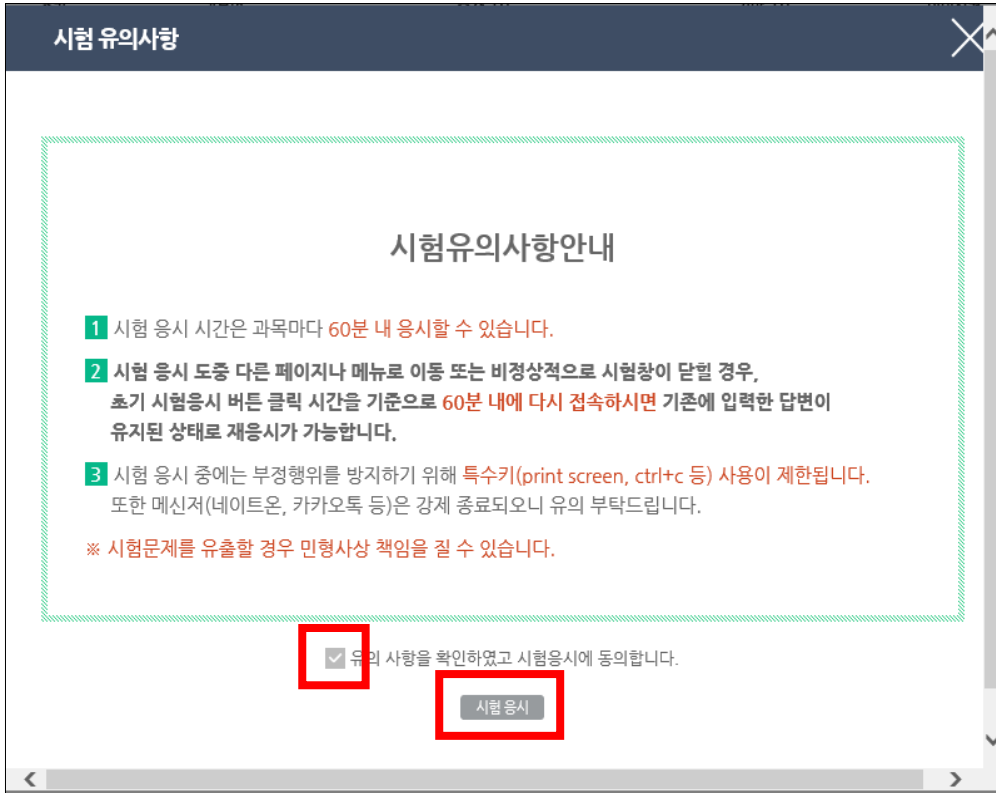 시험 유의사항
시험유의사항안내
1 시험 응시 시간은 과목마다 60분 내 응시할 수 있습니다.
2 시험 응시 도중 다른 페이지나 메뉴로 이동 또는 비정상적으로 시험창이 닫힐 경우,
초기 시험응시 버튼 클릭 시간을 기준으로 60분 내에 다시 접속하시면 기존에 입력한 답변이
유지된 상태로 재응시가 가능합니다.
3 시험 응시 중에는 부정행위를 방지하기 위해 특수키(print screen, ctrl+c 등) 사용이 제한됩니다.
또한 메신저(네이트온, 카카오톡 등)은 강제 종료되오니 유의 부탁드립니다.
※ 시험문제를 유출할 경우 민형사상 책임을 질 수 있습니다.
유의 사항을 확인하였고 시험응시에 동의합니다.
시험 응시